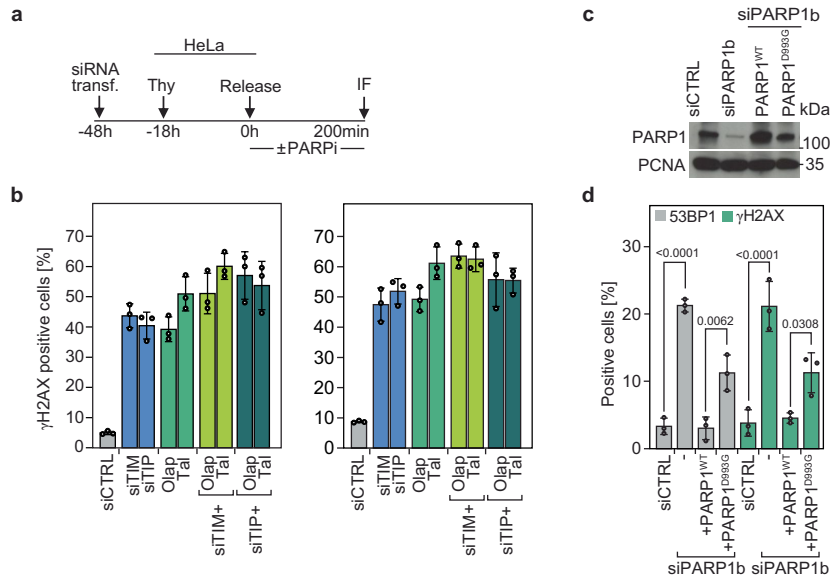 a
HeLa
siRNA
transf.
Thy
Release
IF
-48h
-18h
0h
200min
±PARPi
b
γH2AX positive cells [%]
70
60
50
40
30
20
10
0
siCTRL
siTIM
siTIP
Olap
Tal
Olap
Tal
Olap
Tal
siTIM+
siTIP+
70
60
50
40
30
20
10
0
siCTRL
siTIM
siTIP
Olap
Tal
Olap
Tal
Olap
Tal
siTIM+
siTIP+
c
siPARP1b
siCTRL
siPARP1b
PARP1WT
PARP1D993G
kDa
PARP1
100
PCNA
35
d
53BP1
γH2AX
Positive cells [%]
30
20
10
0
<0.0001
0.0062
<0.0001
0.0308
siCTRL
-
+PARP1WT
+PARP1D993G
siCTRL
-
+PARP1WT
+PARP1D993G
siPARP1b
siPARP1b